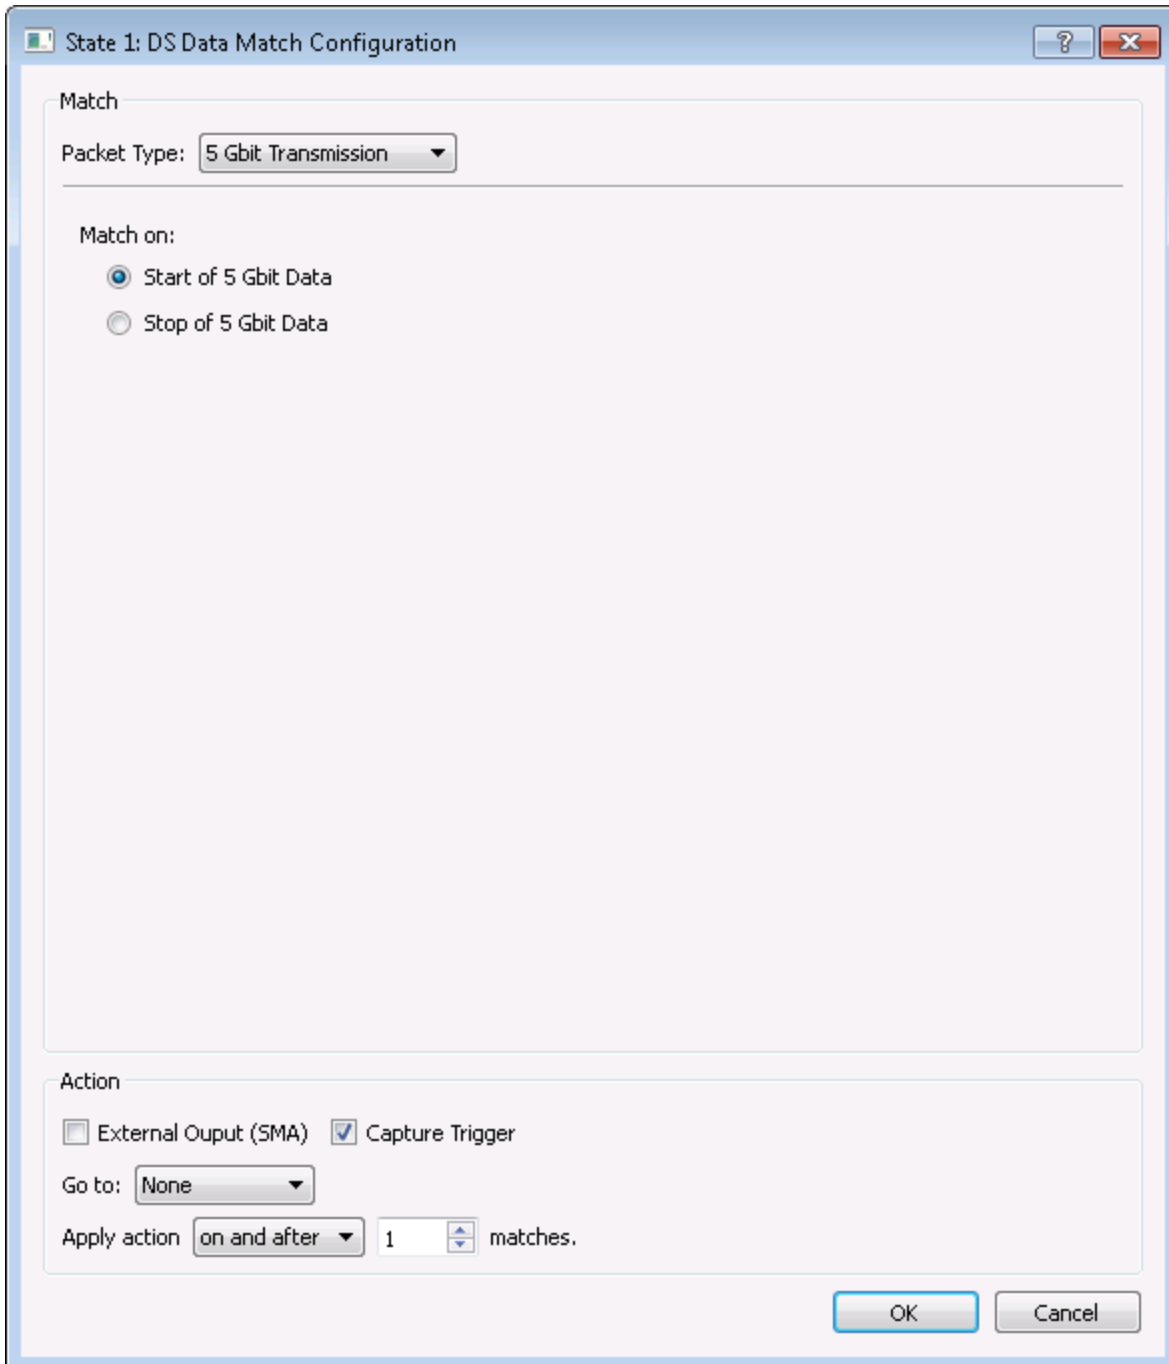 State 1: DS Data Match Configuration
Match
Packet Type: 5 Gbit Transmission
Match on:
Start of 5 Gbit Data
Stop of 5 Gbit Data
Action
External Ouput (SMA) Capture Trigger
Go to: None
Apply action on and after 1 matches.
OK Cancel